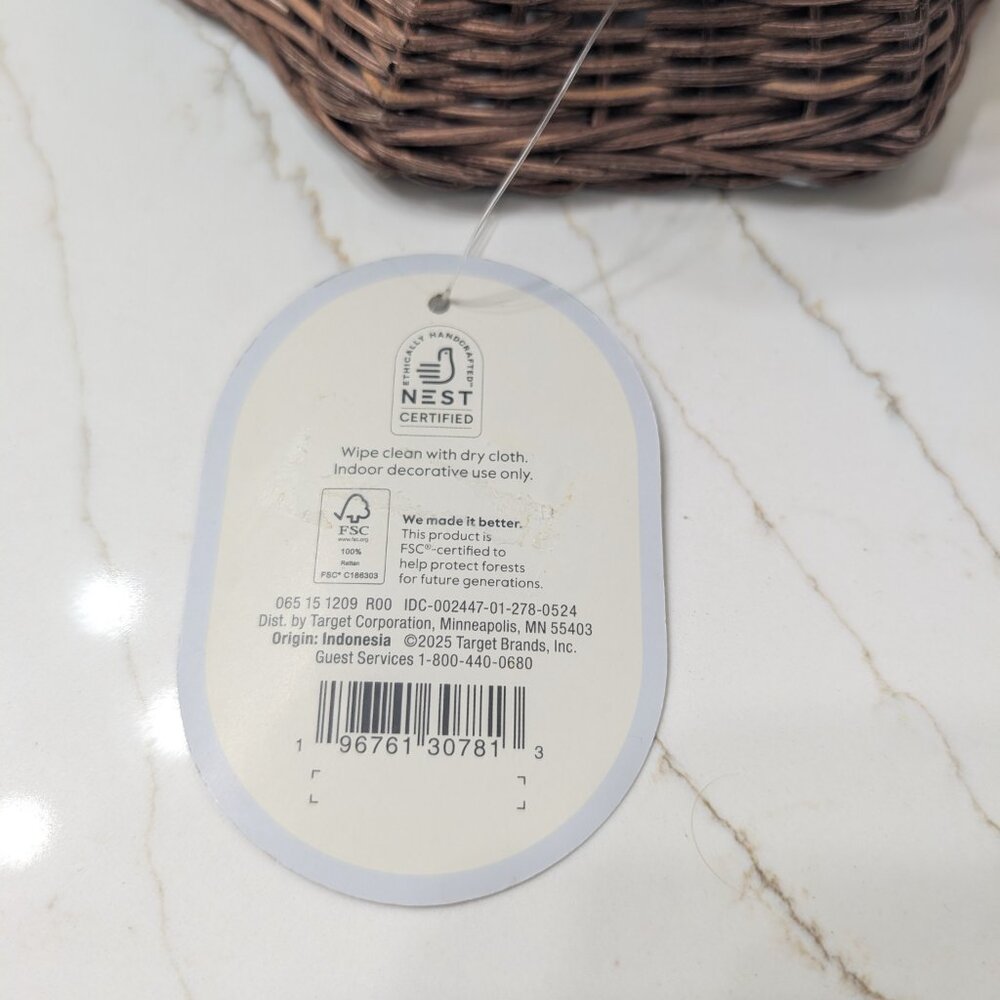 ETHICALLY HANDCRAFTED™
NEST
CERTIFIED
Wipe clean with dry cloth.
Indoor decorative use only.
FSC
www.fsc.org
100%
Rattan
FSC® C166303
We made it better.
This product is
FSC®-certified to
help protect forests
for future generations.
065 15 1209 R00 IDC-002447-01-278-0524
Dist. by Target Corporation, Minneapolis, MN 55403
Origin: Indonesia ©2025 Target Brands, Inc.
Guest Services 1-800-440-0680
1 96761 30781 3